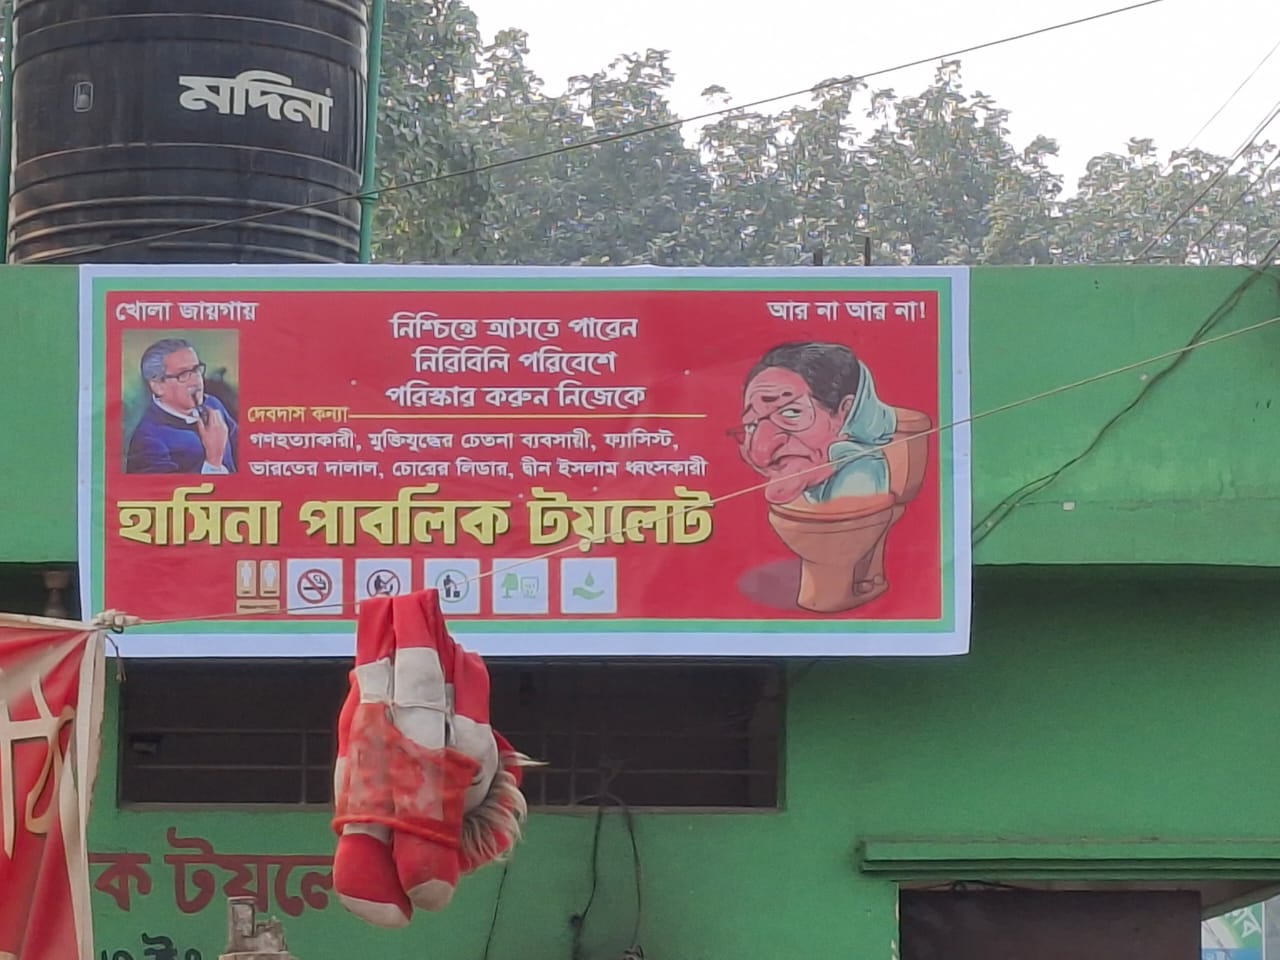 মদিনা
খোলা জায়গায়
আর না আর না!
নিশ্চিন্তে আসতে পারেন
নিরিবিলি পরিবেশে
পরিস্কার করুন নিজেকে
দেবদাস কন্যা
গণহত্যাকারী, মুক্তিযুদ্ধের চেতনা ব্যবসায়ী, ফ্যাসিস্ট,
ভারতের দালাল, চোরের লিডার, দ্বীন ইসলাম ধ্বংসকারী
হাসিনা পাবলিক টয়লেট
ক টয়লে